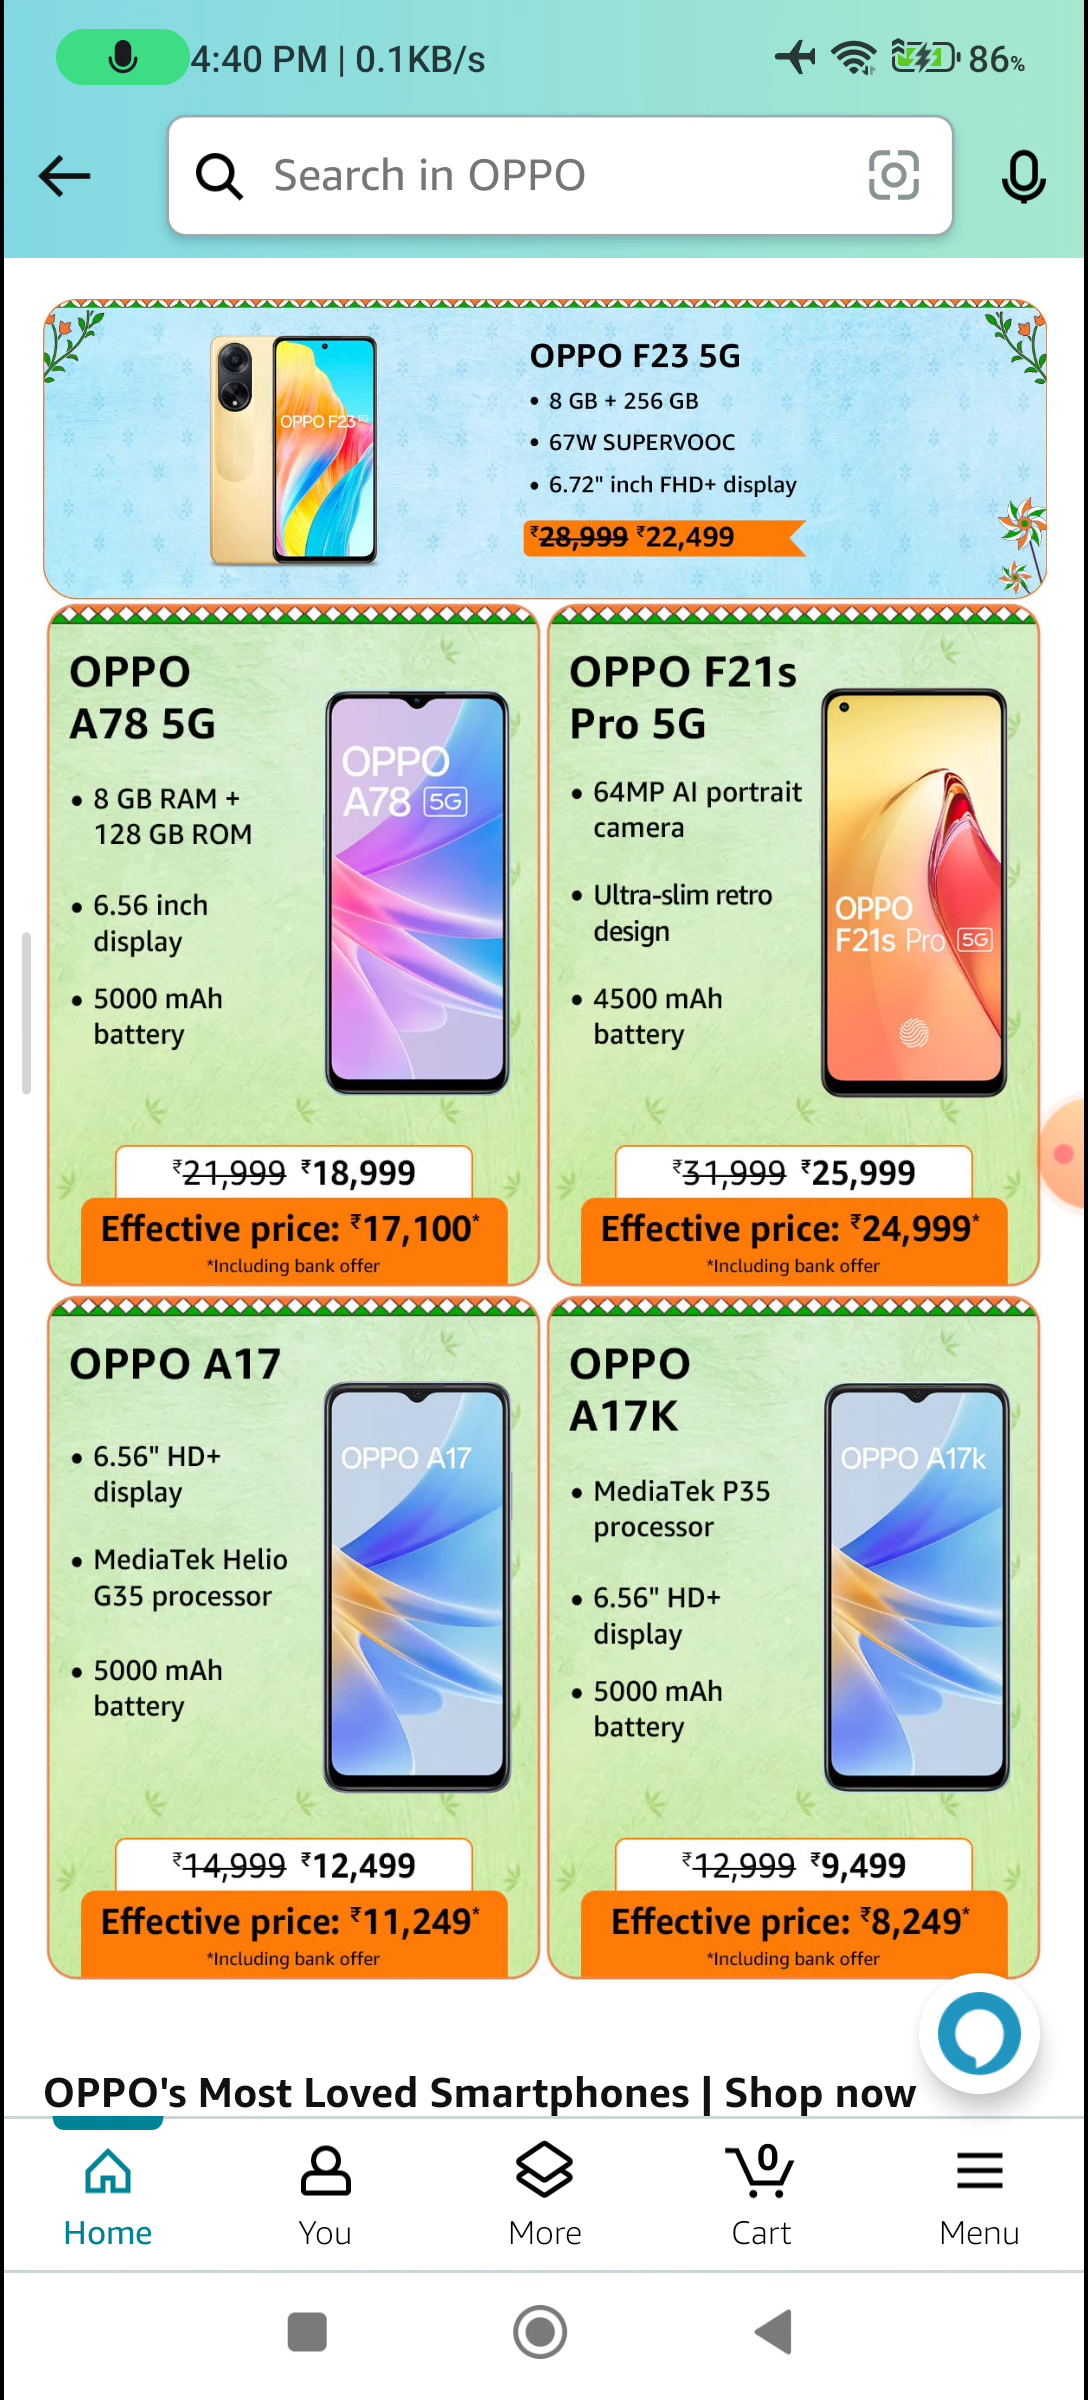 4:40 PM | 0.1KB/s
86%
Search in OPPO
OPPO F23 5G
OPPO F23 5G
• 8 GB + 256 GB
• 67W SUPERVOOC
• 6.72" inch FHD+ display
₹28,999 ₹22,499
OPPO
A78 5G
• 8 GB RAM +
128 GB ROM
• 6.56 inch
display
• 5000 mAh
battery
OPPO
A78 5G
₹21,999 ₹18,999
Effective price: ₹17,100*
*Including bank offer
OPPO F21s
Pro 5G
• 64MP AI portrait
camera
• Ultra-slim retro
design
• 4500 mAh
battery
OPPO
F21s Pro 5G
₹31,999 ₹25,999
Effective price: ₹24,999*
*Including bank offer
OPPO A17
• 6.56" HD+
display
• MediaTek Helio
G35 processor
• 5000 mAh
battery
OPPO A17
₹14,999 ₹12,499
Effective price: ₹11,249*
*Including bank offer
OPPO
A17K
• MediaTek P35
processor
• 6.56" HD+
display
• 5000 mAh
battery
OPPO A17k
₹12,999 ₹9,499
Effective price: ₹8,249*
*Including bank offer
OPPO's Most Loved Smartphones | Shop now
0
Home
You
More
Cart
Menu